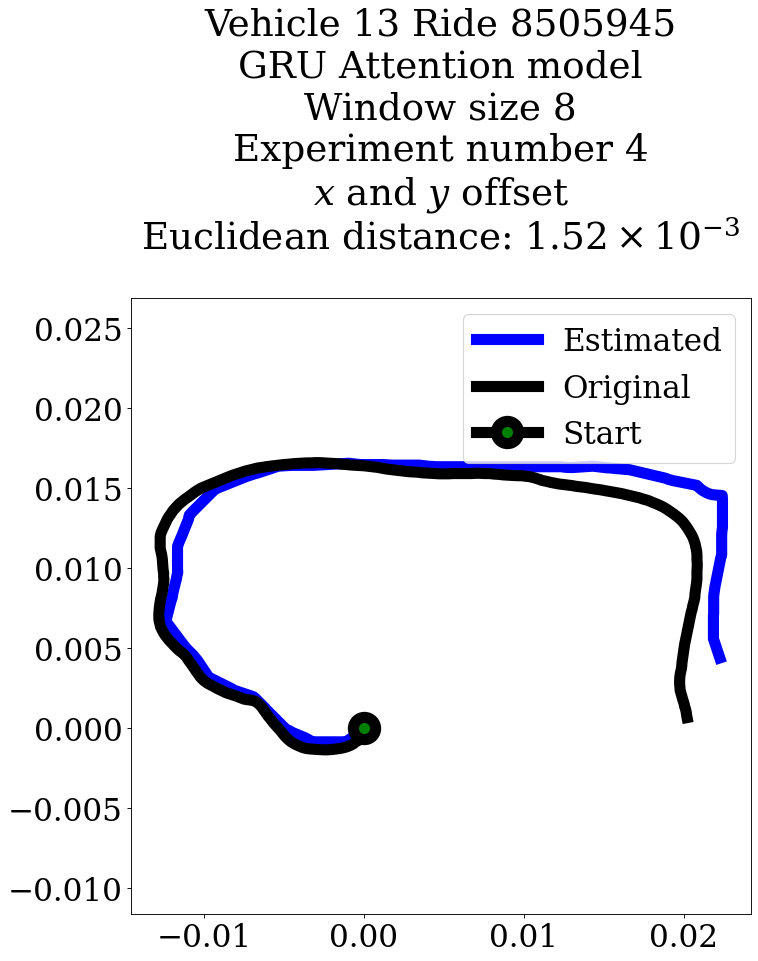 Vehicle 13 Ride 8505945
GRU Attention model
Window size 8
Experiment number 4
x and y offset
Euclidean distance: 1.52 × 10⁻³
Estimated
Original
Start
0.025
0.020
0.015
0.010
0.005
0.000
−0.005
−0.010
−0.01 0.00 0.01 0.02